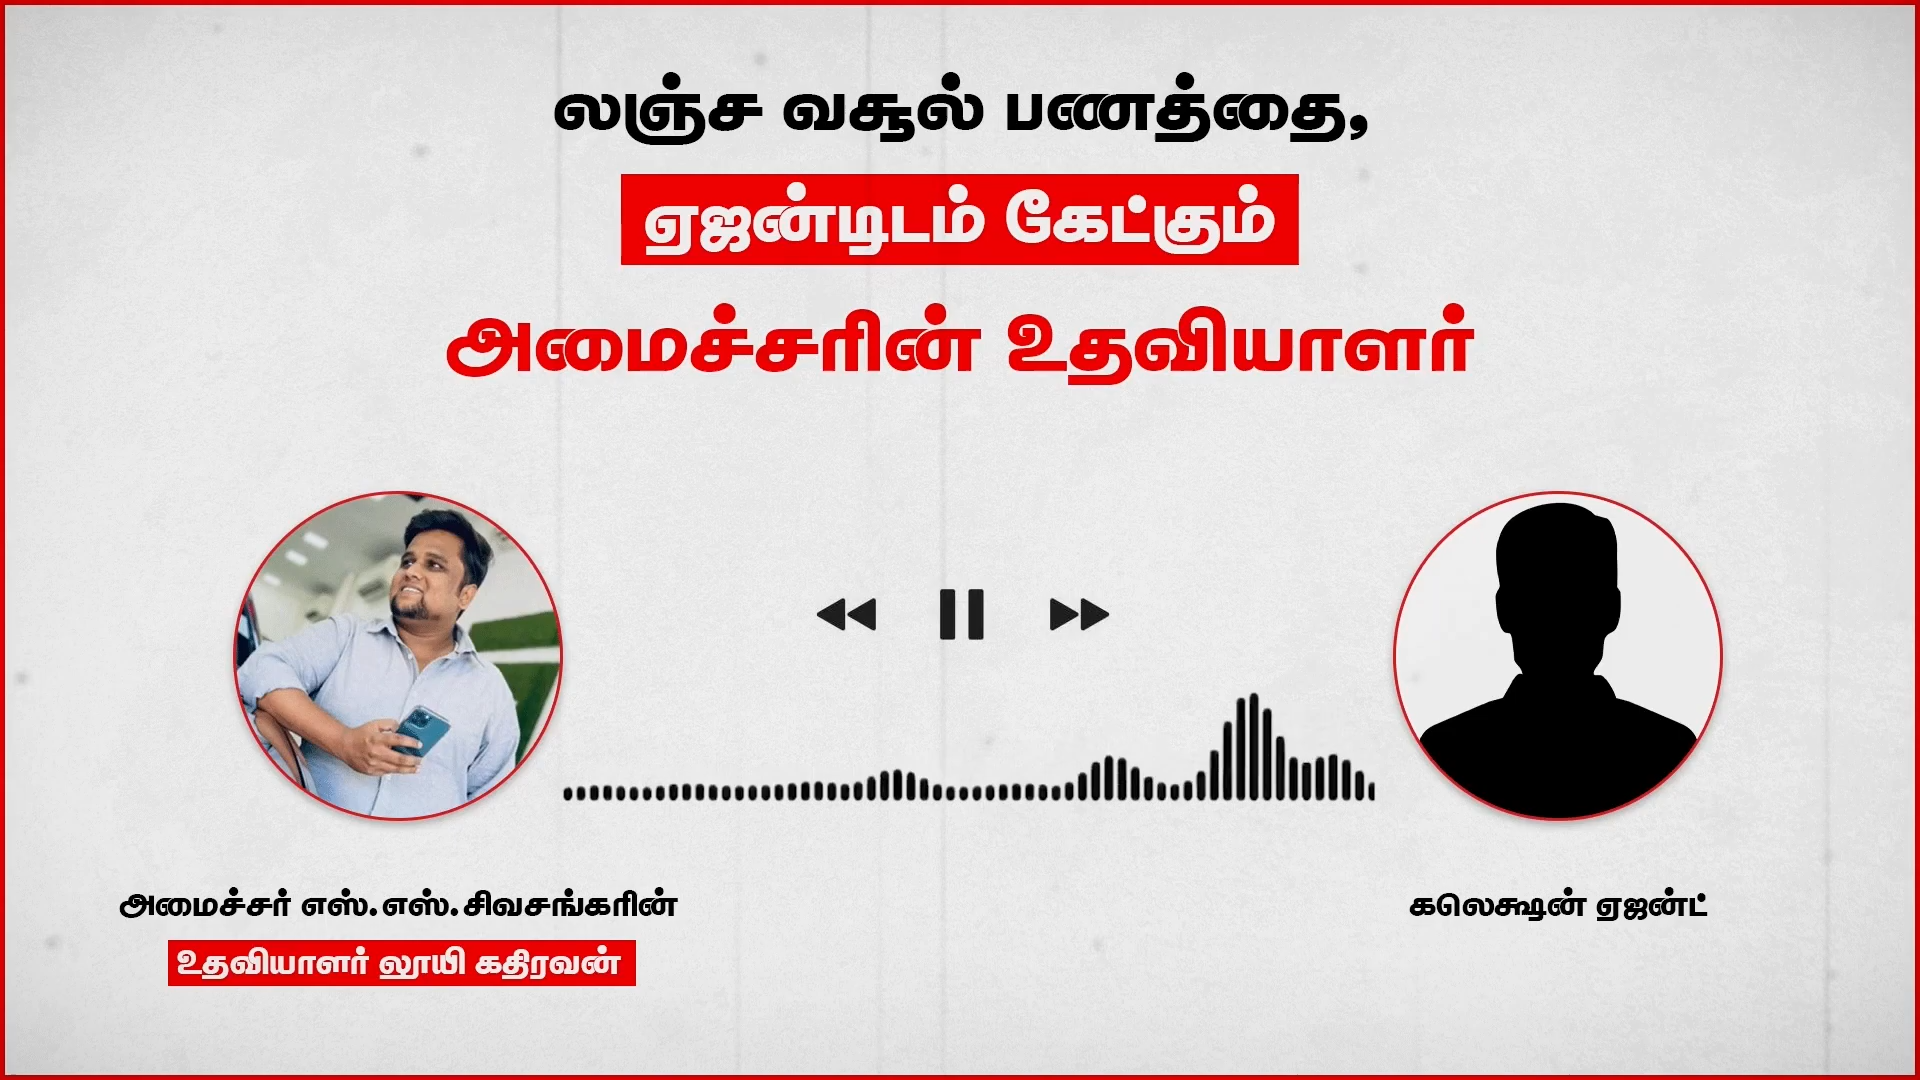 லஞ்ச வசூல் பணத்தை,
ஏஜன்டிடம் கேட்கும்
அமைச்சரின் உதவியாளர்
அமைச்சர் எஸ்.எஸ்.சிவசங்கரின்
உதவியாளர் லூயி கதிரவன்
கலெக்ஷன் ஏஜன்ட்